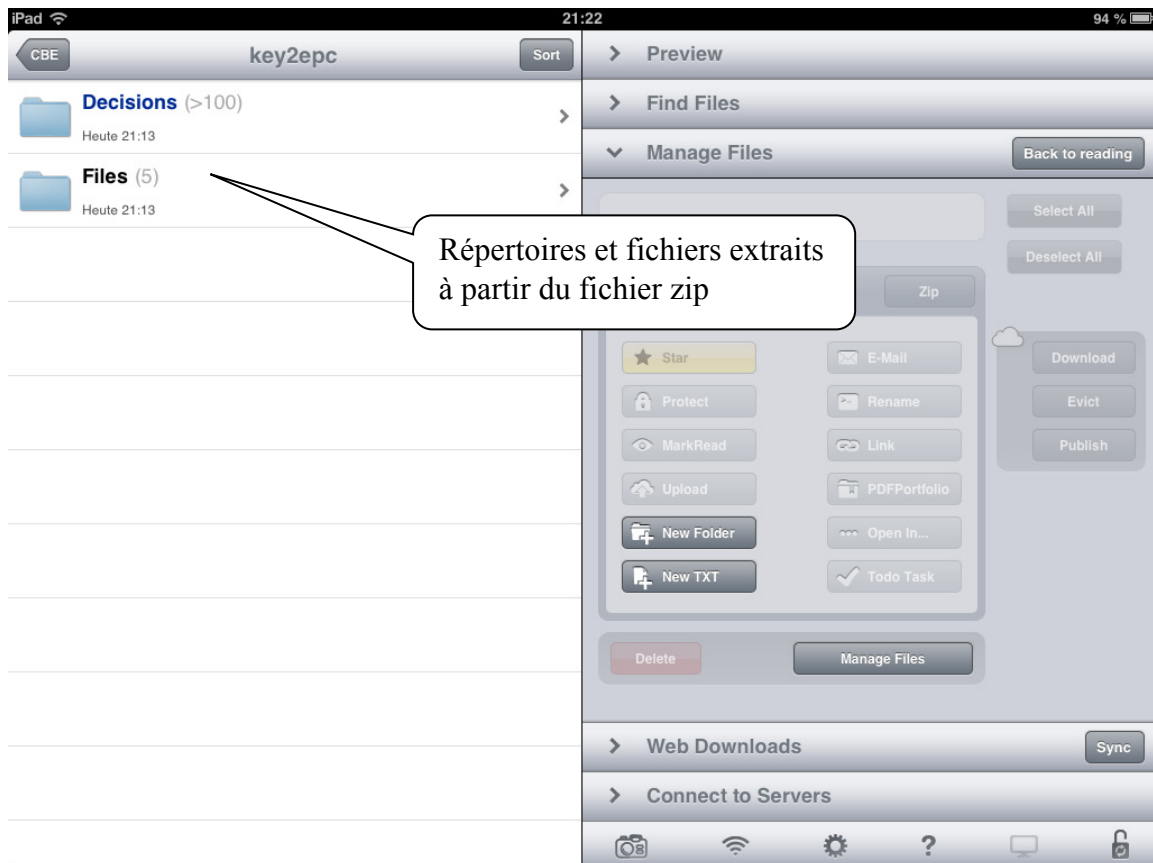 iPad 21:22 94 %
CBE key2epc Sort
Decisions (>100)
Heute 21:13
Files (5)
Heute 21:13
Répertoires et fichiers extraits
à partir du fichier zip
Preview
Find Files
Manage Files Back to reading
Select All
Deselect All
Zip
Star E-Mail Download
Protect Rename Evict
MarkRead Link Publish
Upload PDFPortfolio
New Folder Open In...
New TXT Todo Task
Delete Manage Files
Web Downloads Sync
Connect to Servers
?